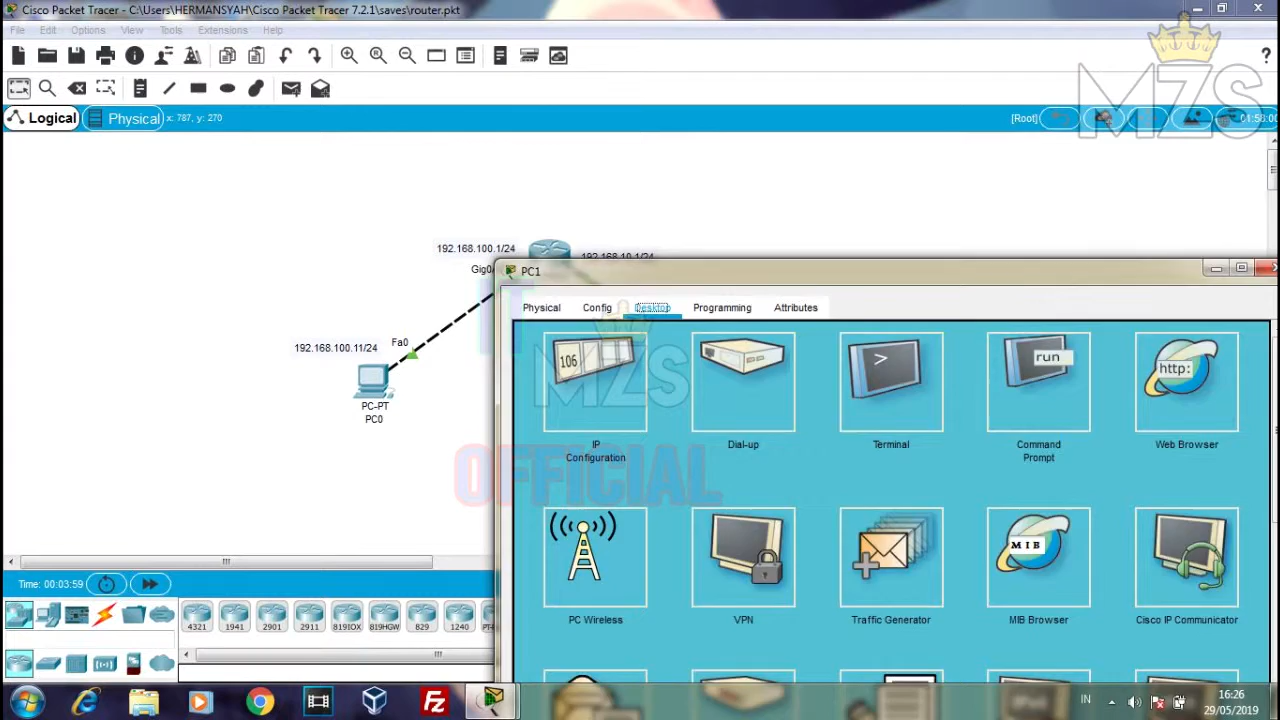 Cisco Packet Tracer - C:\Users\HERMANSYAH\Cisco Packet Tracer 7.2.1\saves\router.pkt
File Edit Options View Tools Extensions Help
?
MZS
Logical Physical x: 787, y: 270 [Root]
192.168.100.1/24
192.168.10.1/24
PC1
Physical Config Desktop Programming Attributes
192.168.100.11/24 Fa0
PC-PT
PC0
106
>
run
http:
IP Configuration
Dial-up
Terminal
Command Prompt
Web Browser
MZS
OFFICIAL
MIB
PC Wireless
VPN
Traffic Generator
MIB Browser
Cisco IP Communicator
Time: 00:03:59
4321 1941 2901 2911 819IOX 819HGW 829 1240
IN
16:26
29/05/2019